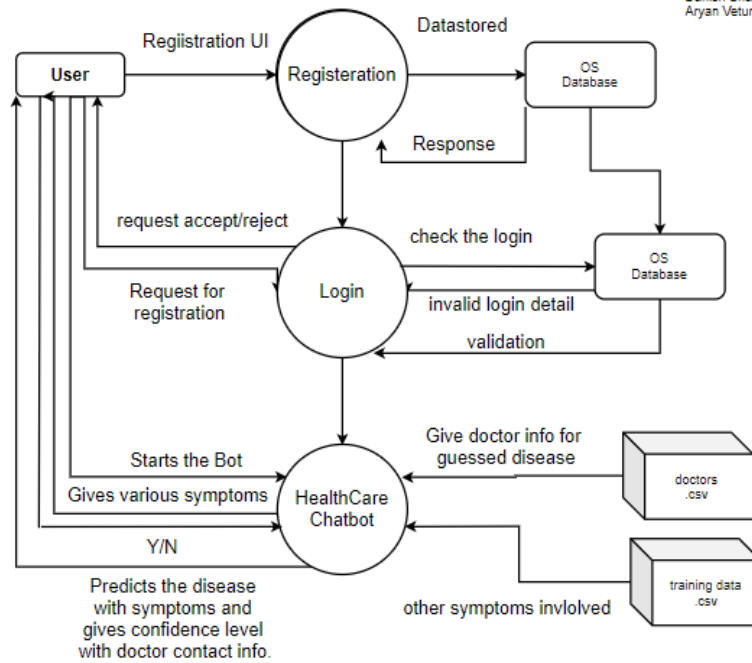 Aryan
Regiistration UI
Datastored
User
Registeration
OS
Database
Response
request accept/reject
check the login
OS
Database
Login
Request for
registration
invalid login detail
validation
Give doctor info for
guessed disease
Starts the Bot
Gives various symptoms
HealthCare
Chatbot
doctors
.csv
Y/N
Predicts the disease
with symptoms and
gives confidence level
with doctor contact info.
other symptoms invlolved
training data
.csv